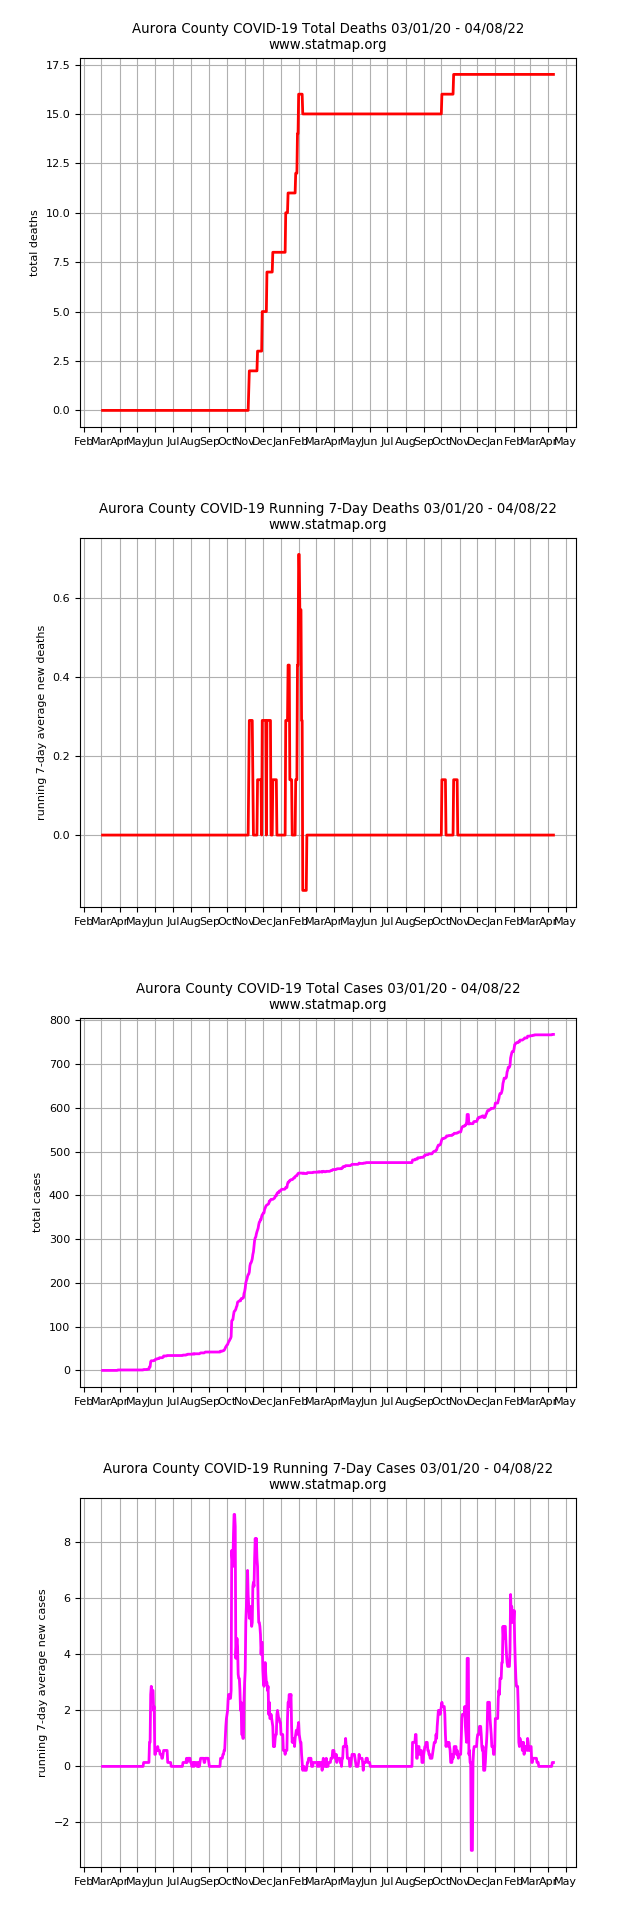 Aurora County COVID-19 Total Deaths 03/01/20 - 04/08/22
www.statmap.org
17.5
15.0
12.5
10.0
7.5
5.0
2.5
0.0
total deaths
Feb Mar Apr May Jun Jul Aug Sep Oct Nov Dec Jan Feb Mar Apr May Jun Jul Aug Sep Oct Nov Dec Jan Feb Mar Apr May
Aurora County COVID-19 Running 7-Day Deaths 03/01/20 - 04/08/22
www.statmap.org
0.6
0.4
0.2
0.0
running 7-day average new deaths
Feb Mar Apr May Jun Jul Aug Sep Oct Nov Dec Jan Feb Mar Apr May Jun Jul Aug Sep Oct Nov Dec Jan Feb Mar Apr May
Aurora County COVID-19 Total Cases 03/01/20 - 04/08/22
www.statmap.org
800
700
600
500
400
300
200
100
0
total cases
Feb Mar Apr May Jun Jul Aug Sep Oct Nov Dec Jan Feb Mar Apr May Jun Jul Aug Sep Oct Nov Dec Jan Feb Mar Apr May
Aurora County COVID-19 Running 7-Day Cases 03/01/20 - 04/08/22
www.statmap.org
8
6
4
2
0
−2
running 7-day average new cases
Feb Mar Apr May Jun Jul Aug Sep Oct Nov Dec Jan Feb Mar Apr May Jun Jul Aug Sep Oct Nov Dec Jan Feb Mar Apr May